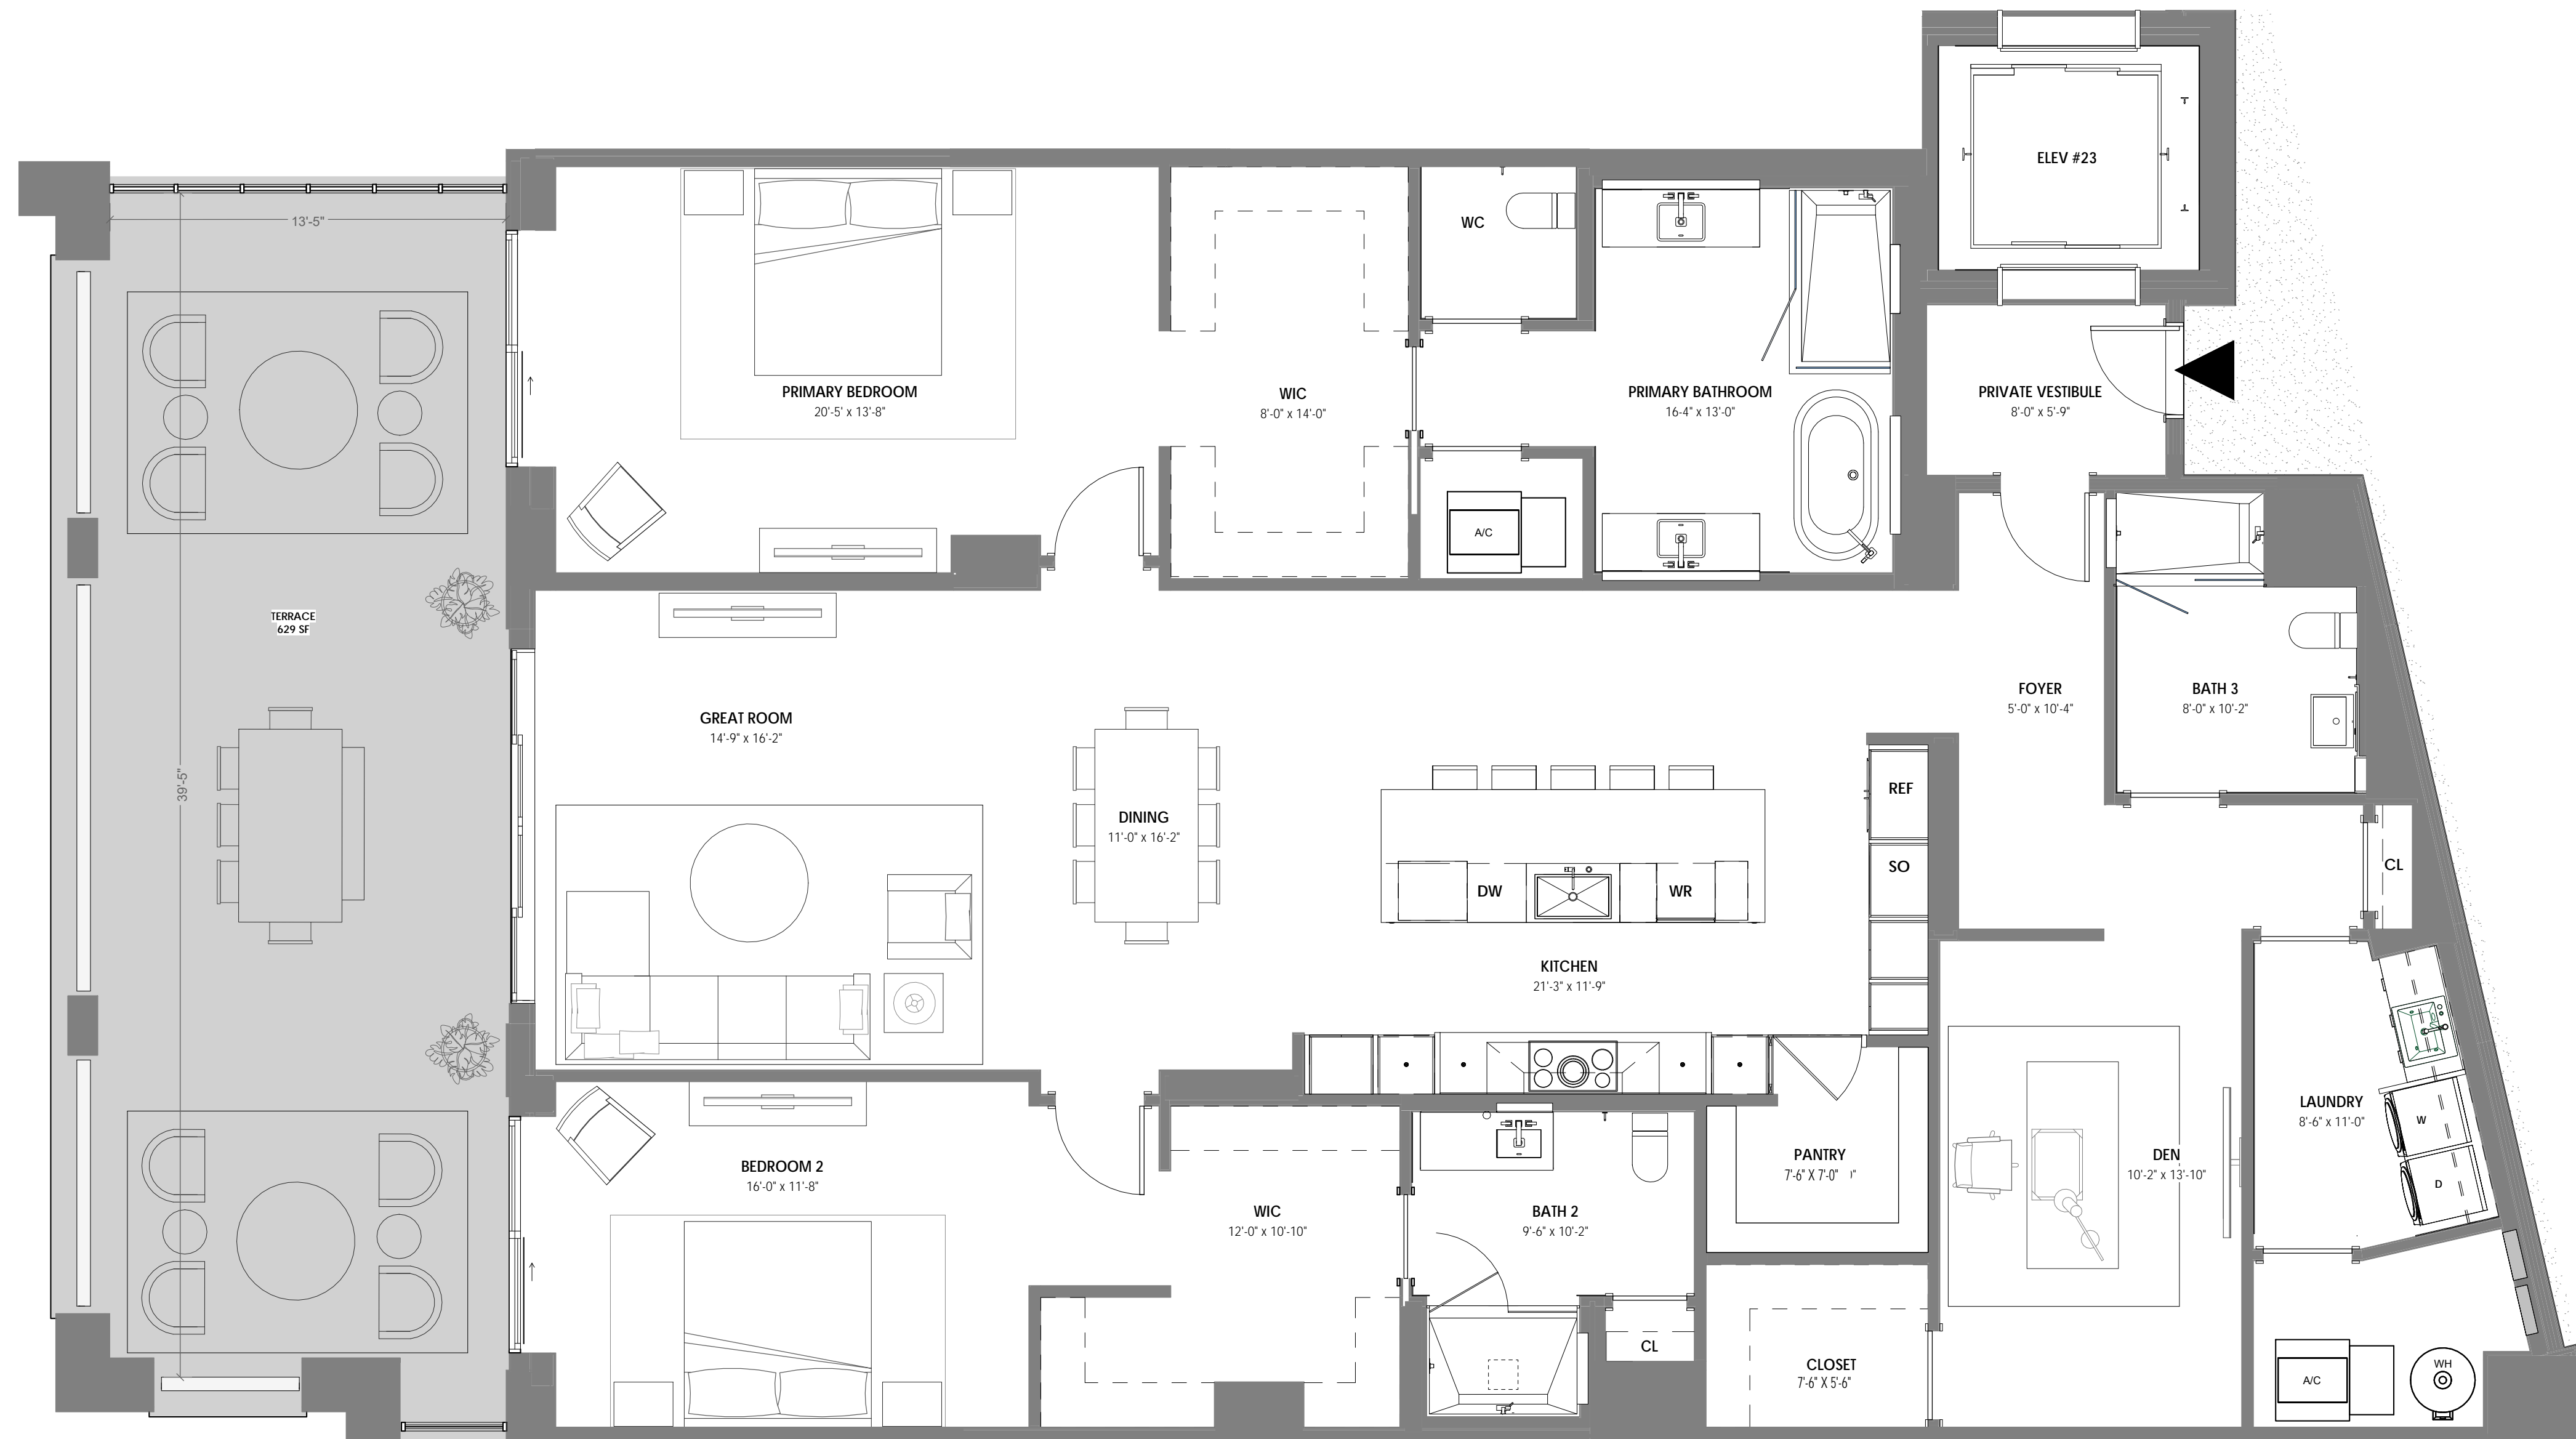 ELEV #23
13'-5"
WC
PRIMARY BEDROOM
20'-5' x 13'-8"
WIC
8'-0" x 14'-0"
PRIMARY BATHROOM
16-4" x 13'-0"
PRIVATE VESTIBULE
8'-0" x 5'-9"
A/C
TERRACE
629 SF
39'-5"
GREAT ROOM
14'-9" x 16'-2"
DINING
11'-0" x 16'-2"
FOYER
5'-0" x 10'-4"
BATH 3
8'-0" x 10'-2"
REF
SO
CL
DW
WR
KITCHEN
21'-3" x 11'-9"
BEDROOM 2
16'-0" x 11'-8"
WIC
12'-0" x 10'-10"
BATH 2
9'-6" x 10'-2"
PANTRY
7'-6" X 7'-0"
DEN
10'-2" x 13'-10"
LAUNDRY
8'-6" x 11'-0"
W
D
CL
CLOSET
7'-6" X 5'-6"
A/C
WH